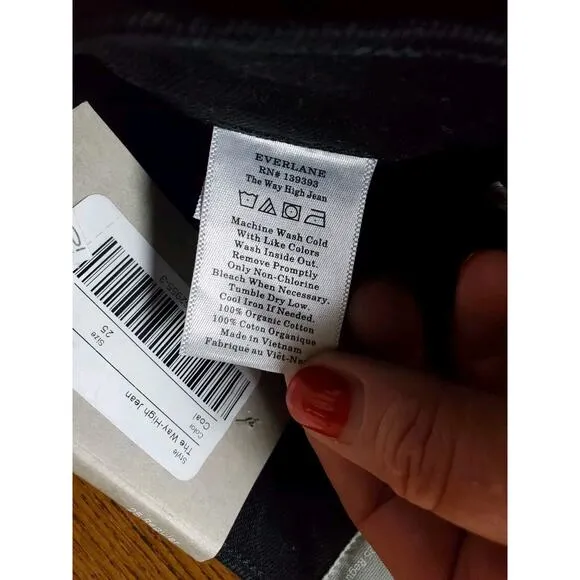 EVERLANE
RN# 139393
The Way High Jean
Machine Wash Cold
With Like Colors
Wash Inside Out.
Remove Promptly
Only Non-Chlorine
Bleach When Necessary.
Tumble Dry Low.
Cool Iron If Needed.
100% Organic Cotton
100% Coton Organique
Made in Vietnam
Fabriqué au Viet-Na
Style
The Way-High Jean
Color
Coal
Size
25